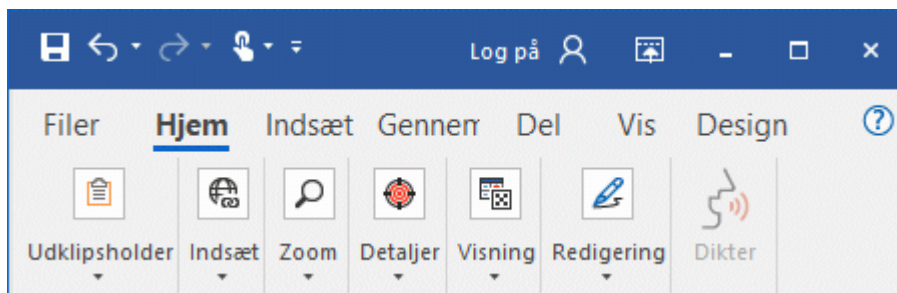 Log på
Filer Hjem Indsæt Gennem Del Vis Design
Udklipsholder Indsæt Zoom Detaljer Visning Redigering Dikter